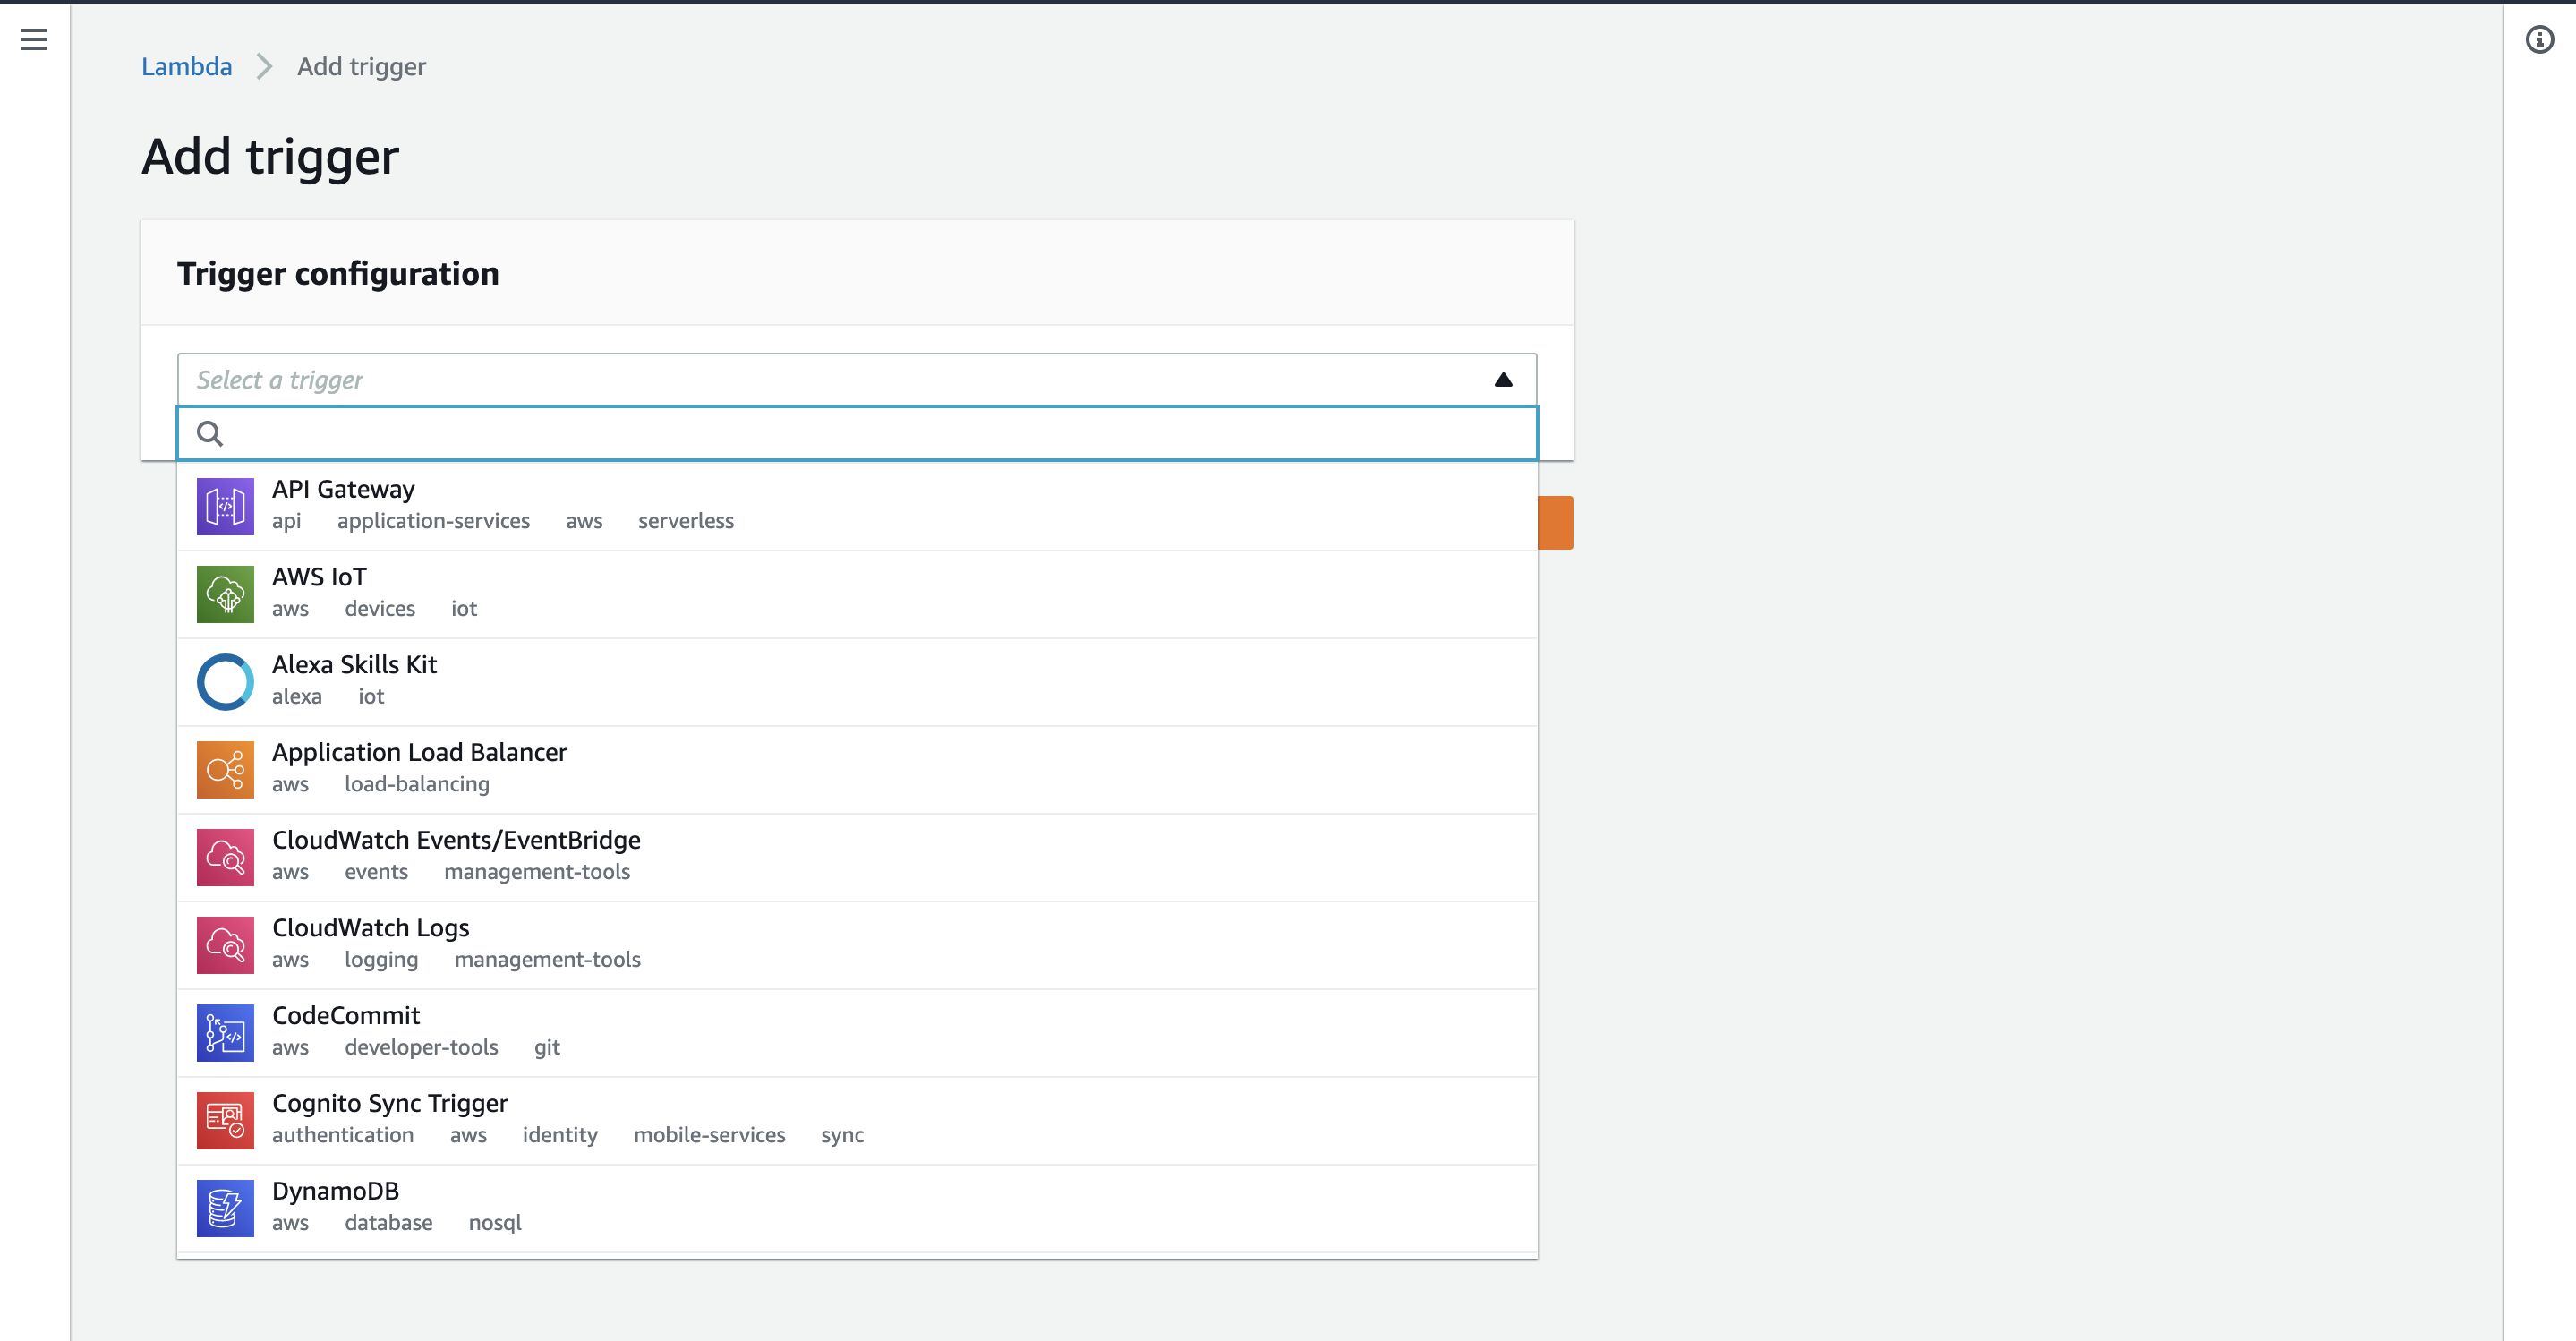 Lambda Add trigger
Add trigger
Trigger configuration
Select a trigger
API Gateway
api application-services aws serverless
AWS IoT
aws devices iot
Alexa Skills Kit
alexa iot
Application Load Balancer
aws load-balancing
CloudWatch Events/EventBridge
aws events management-tools
CloudWatch Logs
aws logging management-tools
CodeCommit
aws developer-tools git
Cognito Sync Trigger
authentication aws identity mobile-services sync
DynamoDB
aws database nosql